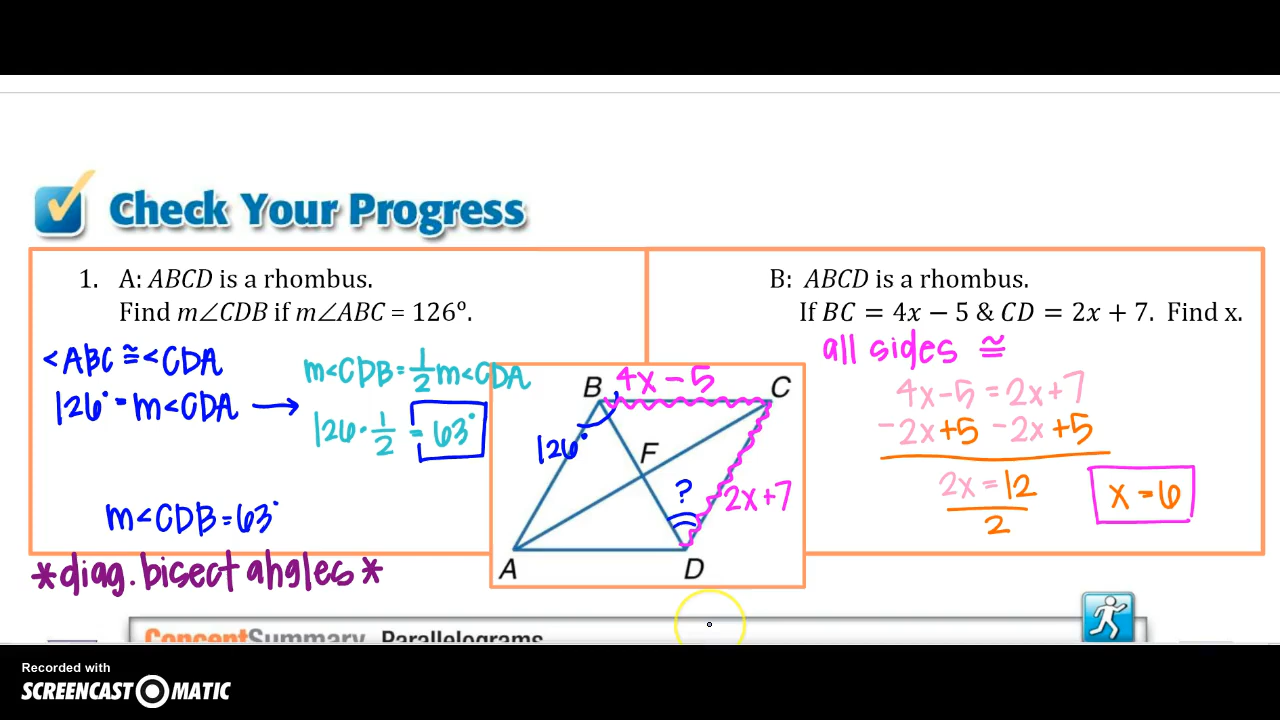 Check Your Progress
1. A: ABCD is a rhombus.
Find m∠CDB if m∠ABC = 126°.
<ABC ≅ <CDA
126° = m<CDA →
m<CDB = 1/2 m<CDA
126 · 1/2 = 63°
m<CDB = 63°
*diag. bisect angles*
B: ABCD is a rhombus.
If BC = 4x − 5 & CD = 2x + 7. Find x.
all sides ≅
4x-5 = 2x+7
-2x +5 -2x +5
2x = 12
2
x = 6
B 4x - 5 C
126°
F
?
2x+7
A D
ConceptSummary Parallelograms
Recorded with
SCREENCAST-O-MATIC